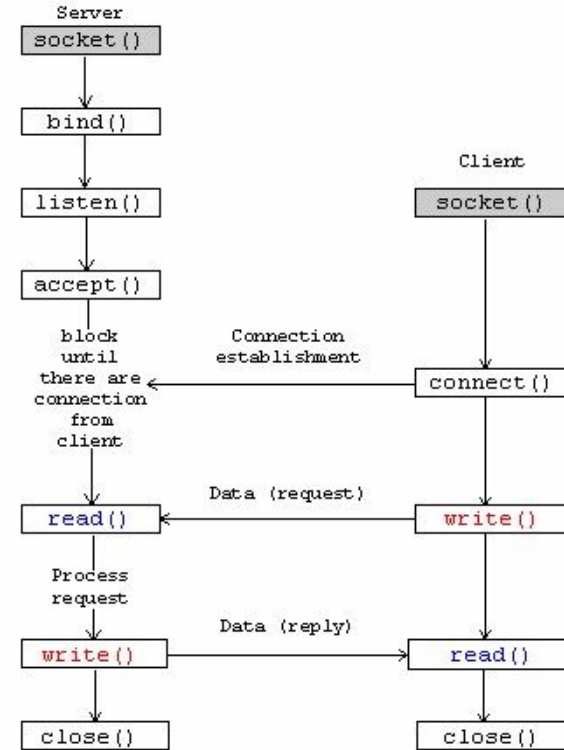 Server
socket()
bind()
listen()
accept()
block
until
there are
connection
from
client
read()
Process
request
write()
close()
Connection
establishment
Data (request)
Data (reply)
Client
socket()
connect()
write()
read()
close()